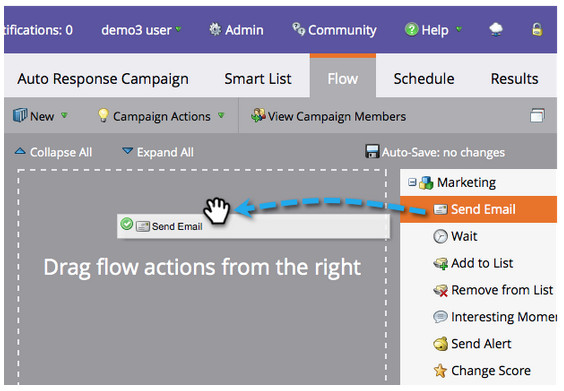 tifications: 0 demo3 user Admin Community Help
Auto Response Campaign Smart List Flow Schedule Results
New Campaign Actions View Campaign Members
Collapse All Expand All Auto-Save: no changes
Marketing
Send Email
Send Email
Wait
Drag flow actions from the right
Add to List
Remove from List
Interesting Momen
Send Alert
Change Score